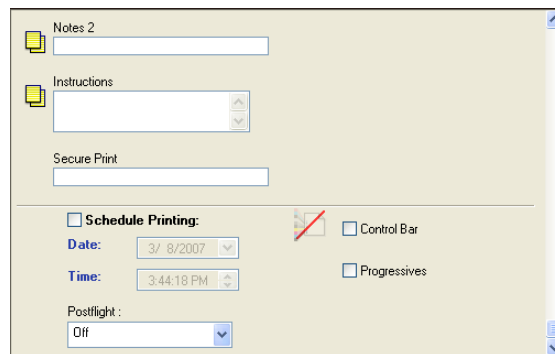 Notes 2
Instructions
Secure Print
Schedule Printing:
Control Bar
Date:
3/ 8/2007
Time:
3:44:18 PM
Progressives
Postflight :
Off